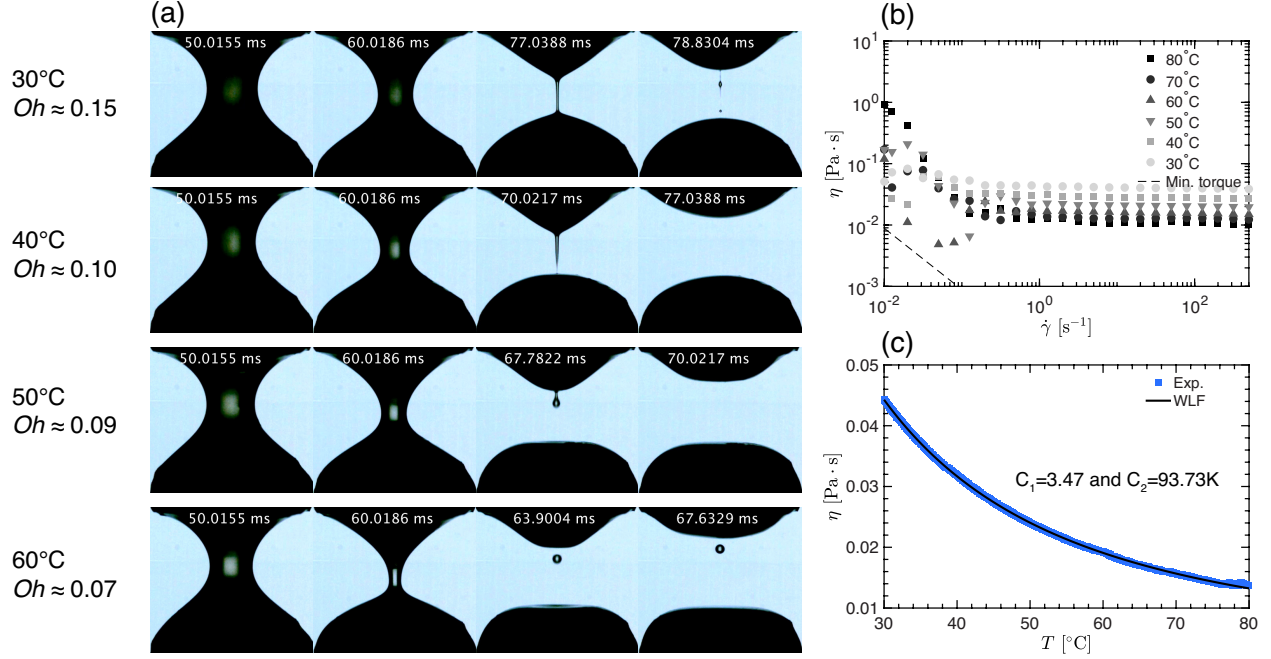 (a)
30°C
Oh ≈ 0.15
50.0155 ms
60.0186 ms
77.0388 ms
78.8304 ms
40°C
Oh ≈ 0.10
50.0155 ms
60.0186 ms
70.0217 ms
77.0388 ms
50°C
Oh ≈ 0.09
50.0155 ms
60.0186 ms
67.7822 ms
70.0217 ms
60°C
Oh ≈ 0.07
50.0155 ms
60.0186 ms
63.9004 ms
67.6329 ms
(b)
10¹
10⁰
10⁻¹
10⁻²
10⁻³
η [Pa · s]
80°C
70°C
60°C
50°C
40°C
30°C
Min. torque
10⁻²
10⁰
10²
γ̇ [s⁻¹]
(c)
0.05
0.04
0.03
0.02
0.01
η [Pa · s]
Exp.
WLF
C₁=3.47 and C₂=93.73K
30
40
50
60
70
80
T [°C]